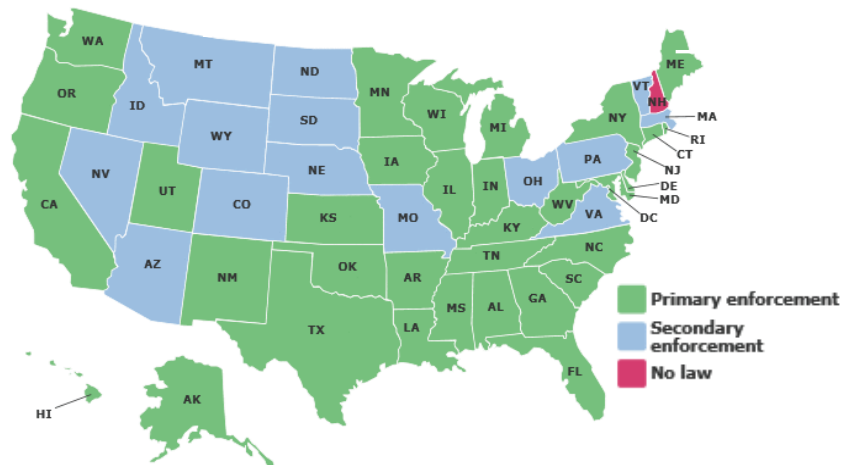 WA
ME
MT
ND
VT
OR
MN
NH
ID
MA
SD
WI
NY
MI
WY
RI
CT
IA
PA
NE
NJ
NV
OH
IL
IN
DE
UT
MD
CA
CO
WV
VA
DC
KS
MO
KY
NC
TN
AZ
OK
NM
AR
SC
GA
Primary enforcement
MS
AL
TX
LA
Secondary
enforcement
FL
No law
AK
HI